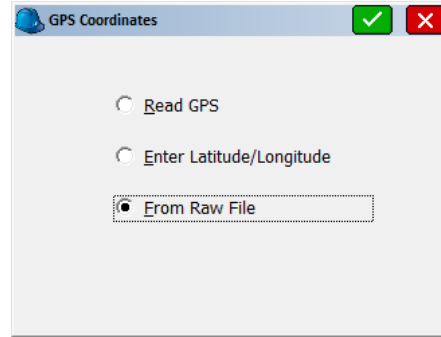 GPS Coordinates
Read GPS
Enter Latitude/Longitude
From Raw File